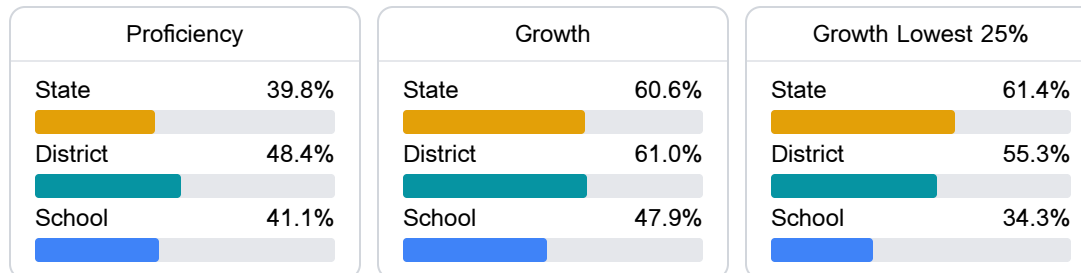 Proficiency
State 39.8%
District 48.4%
School 41.1%
Growth
State 60.6%
District 61.0%
School 47.9%
Growth Lowest 25%
State 61.4%
District 55.3%
School 34.3%